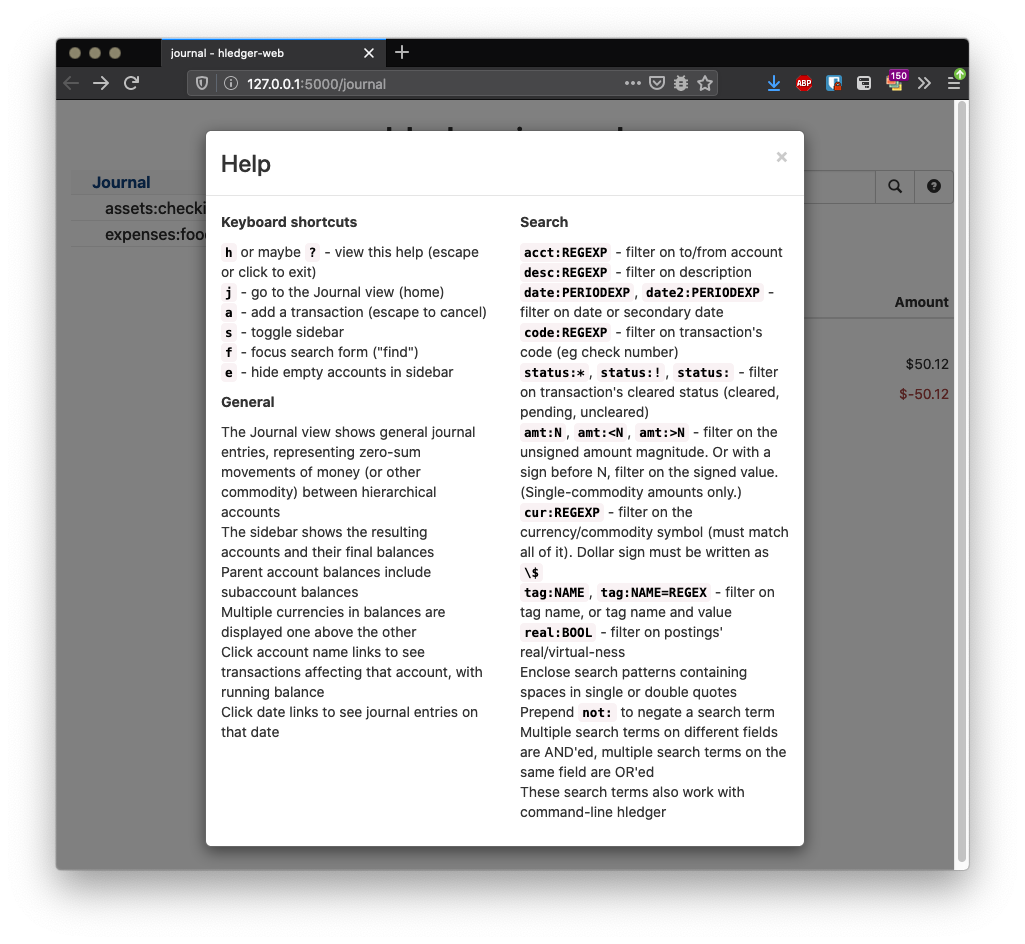 journal - hledger-web
127.0.0.1:5000/journal
ABP
150
Help
×
Journal
assets:checki
expenses:foo
Amount
$50.12
$-50.12
Keyboard shortcuts
h or maybe ? - view this help (escape
or click to exit)
j - go to the Journal view (home)
a - add a transaction (escape to cancel)
s - toggle sidebar
f - focus search form ("find")
e - hide empty accounts in sidebar
General
The Journal view shows general journal
entries, representing zero-sum
movements of money (or other
commodity) between hierarchical
accounts
The sidebar shows the resulting
accounts and their final balances
Parent account balances include
subaccount balances
Multiple currencies in balances are
displayed one above the other
Click account name links to see
transactions affecting that account, with
running balance
Click date links to see journal entries on
that date
Search
acct:REGEXP - filter on to/from account
desc:REGEXP - filter on description
date:PERIODEXP, date2:PERIODEXP -
filter on date or secondary date
code:REGEXP - filter on transaction's
code (eg check number)
status:*, status:!, status: - filter
on transaction's cleared status (cleared,
pending, uncleared)
amt:N, amt:<N, amt:>N - filter on the
unsigned amount magnitude. Or with a
sign before N, filter on the signed value.
(Single-commodity amounts only.)
cur:REGEXP - filter on the
currency/commodity symbol (must match
all of it). Dollar sign must be written as
\$
tag:NAME, tag:NAME=REGEX - filter on
tag name, or tag name and value
real:BOOL - filter on postings'
real/virtual-ness
Enclose search patterns containing
spaces in single or double quotes
Prepend not: to negate a search term
Multiple search terms on different fields
are AND'ed, multiple search terms on the
same field are OR'ed
These search terms also work with
command-line hledger